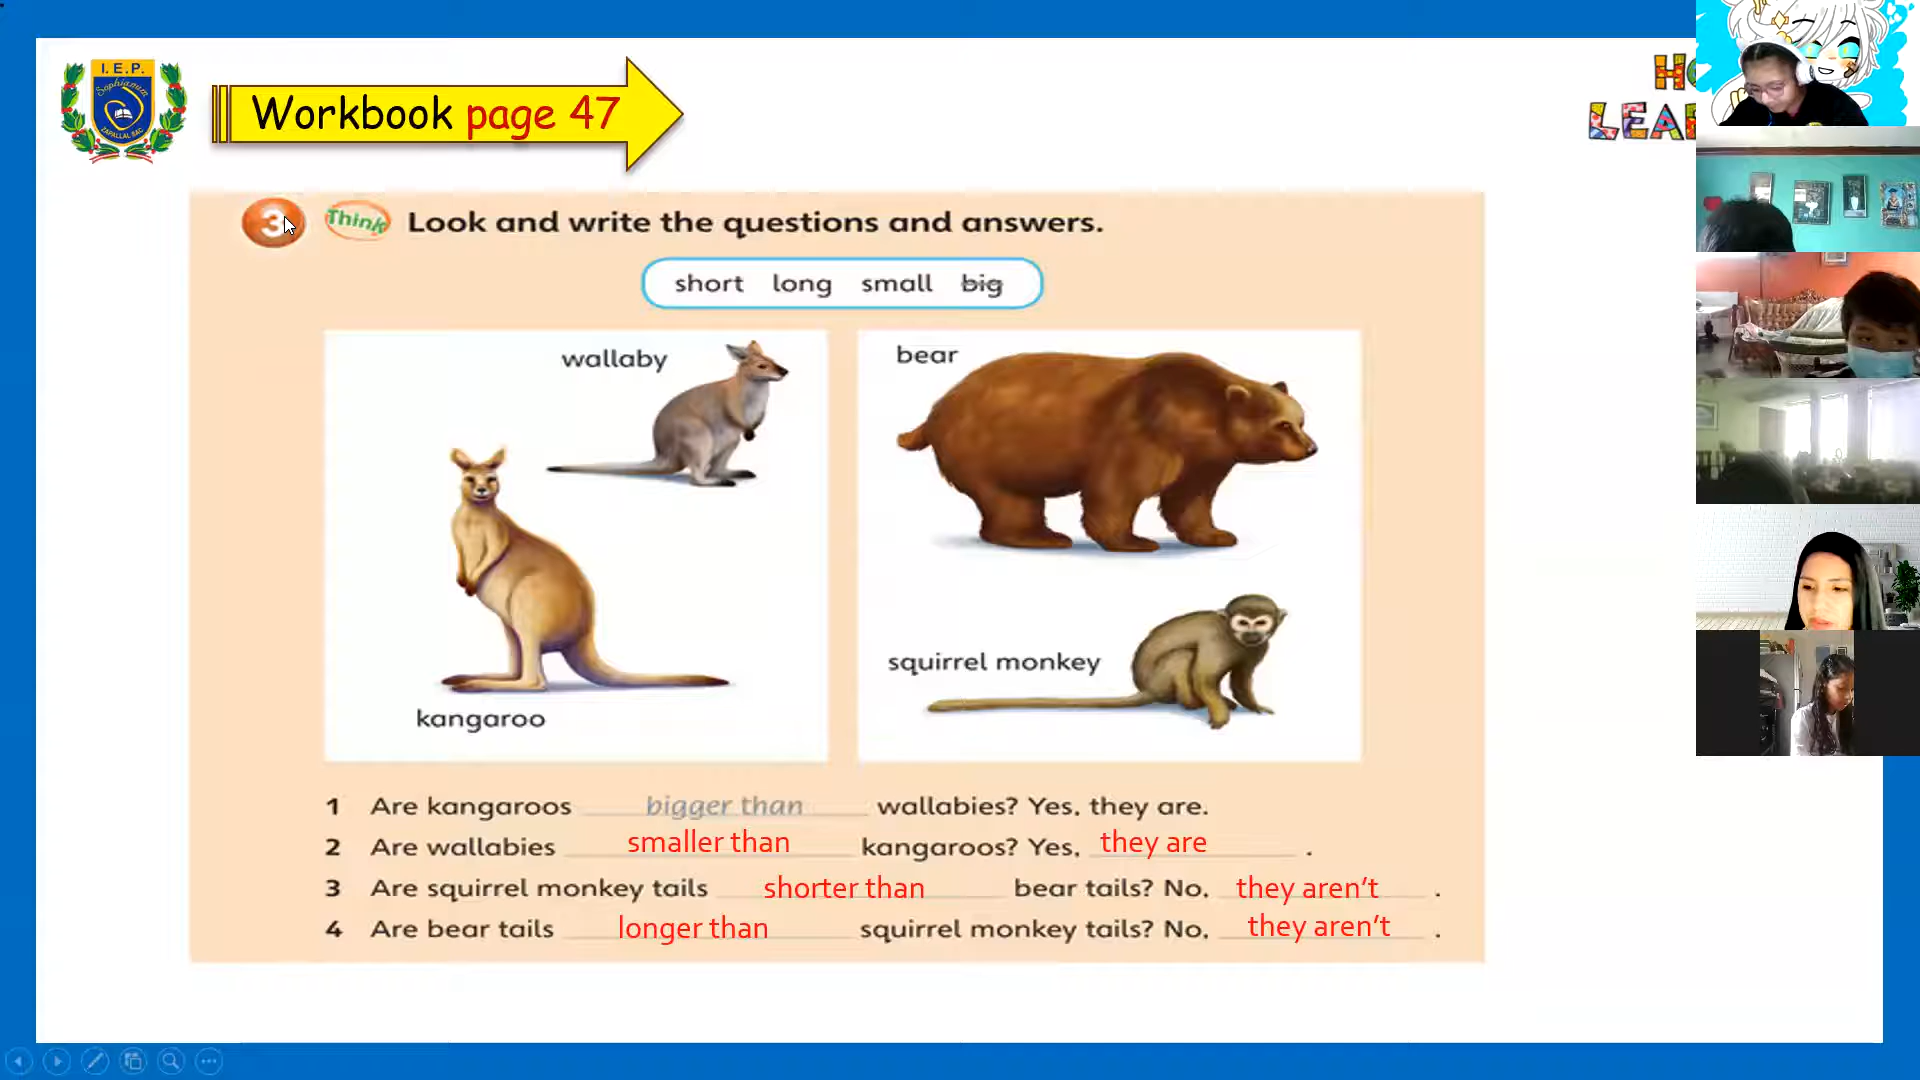 I.E.P.
Sophianum
ZAPALLAL SAC
Workbook page 47
3 Think Look and write the questions and answers.
short long small big
wallaby
bear
squirrel monkey
kangaroo
1 Are kangaroos bigger than wallabies? Yes, they are.
2 Are wallabies smaller than kangaroos? Yes, they are .
3 Are squirrel monkey tails shorter than bear tails? No, they aren't .
4 Are bear tails longer than squirrel monkey tails? No, they aren't .